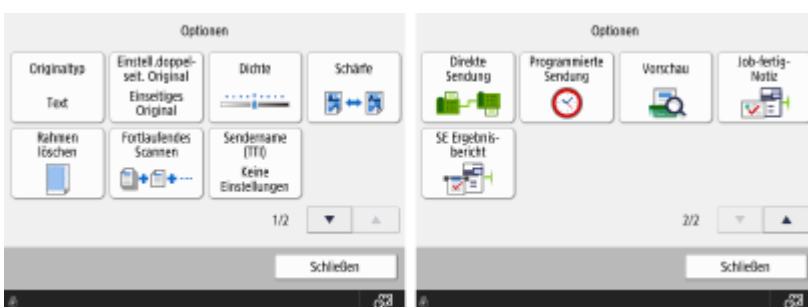 Optionen
Originaltyp
Text
Einstell.doppel-
seit. Original
Einseitiges
Original
Dichte
Schärfe
Rahmen
löschen
Fortlaufendes
Scannen
Sendername
(TTI)
Keine
Einstellungen
1/2
Schließen
Optionen
Direkte
Sendung
Programmierte
Sendung
Vorschau
Job-fertig-
Notiz
SE Ergebnis-
bericht
2/2
Schließen